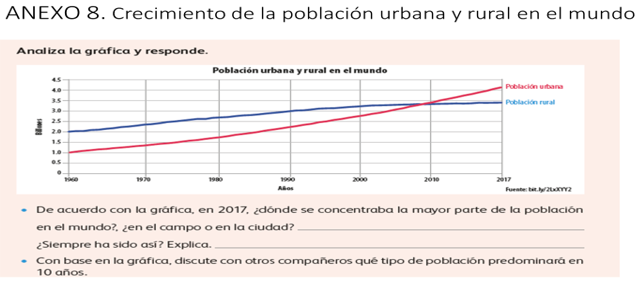 ANEXO 8. Crecimiento de la población urbana y rural en el mundo
Analiza la gráfica y responde.
Población urbana y rural en el mundo
4.5
4.0
3.5
3.0
2.5
2.0
1.5
1.0
0.5
0
Billones
Población urbana
Población rural
1960 1970 1980 1990 2000 2010 2017
Años
Fuente: bit.ly/2LxXYY2
• De acuerdo con la gráfica, en 2017, ¿dónde se concentraba la mayor parte de la población
en el mundo?, ¿en el campo o en la ciudad?
¿Siempre ha sido así? Explica.
• Con base en la gráfica, discute con otros compañeros qué tipo de población predominará en
10 años.